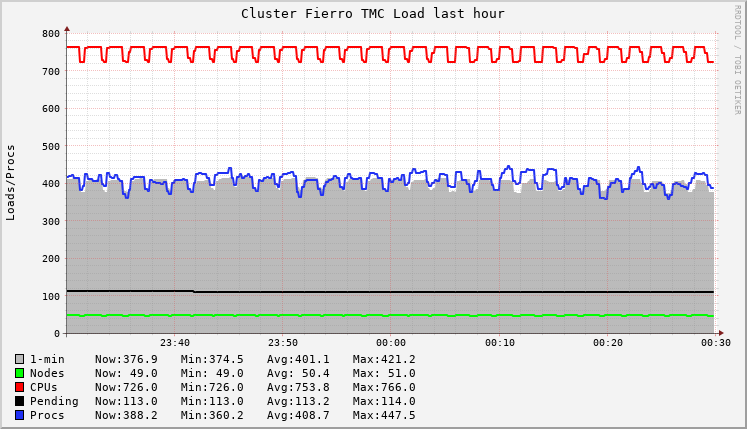 Cluster Fierro TMC Load last hour
RRDTOOL / TOBI OETIKER
Loads/Procs
800
700
600
500
400
300
200
100
0
23:40 23:50 00:00 00:10 00:20 00:30
1-min Now:376.9 Min:374.5 Avg:401.1 Max:421.2
Nodes Now: 49.0 Min: 49.0 Avg: 50.4 Max: 51.0
CPUs Now:726.0 Min:726.0 Avg:753.8 Max:766.0
Pending Now:113.0 Min:113.0 Avg:113.2 Max:114.0
Procs Now:388.2 Min:360.2 Avg:408.7 Max:447.5